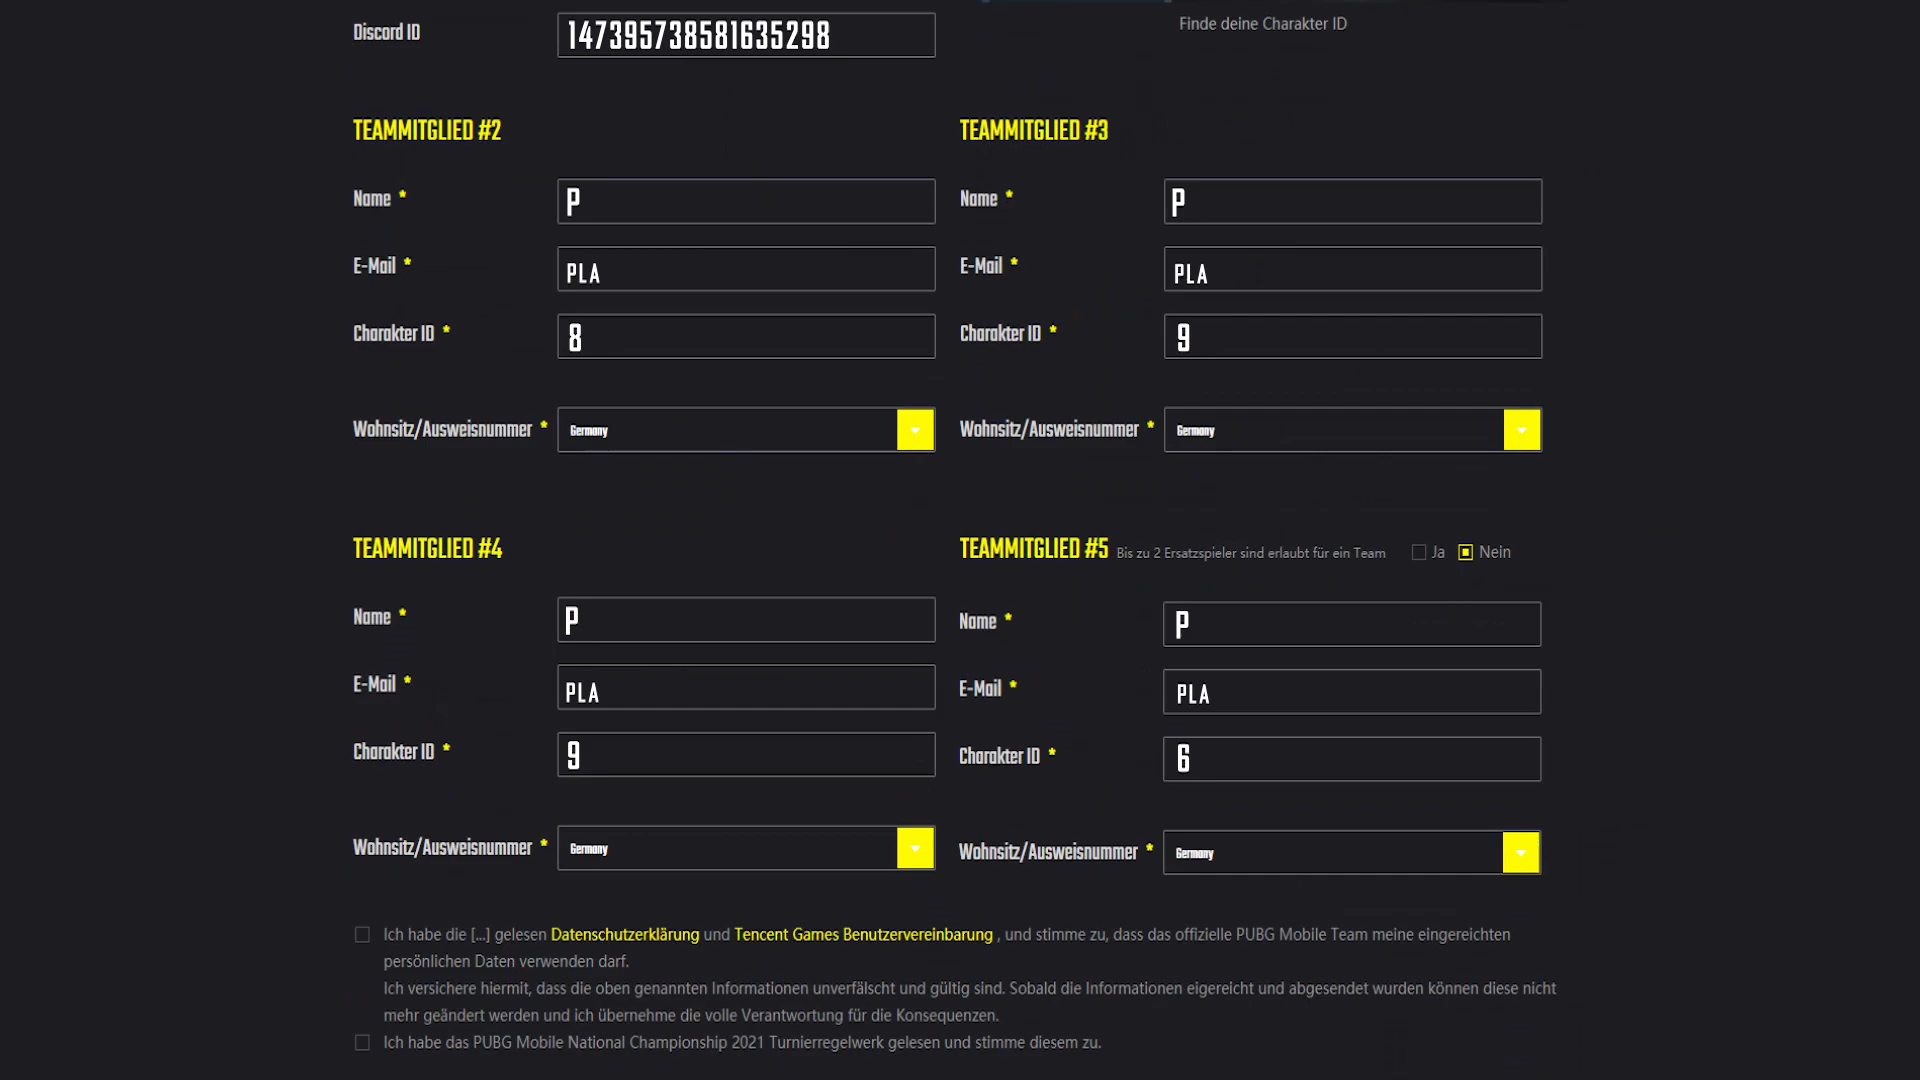 Discord ID 147395738581635298
Finde deine Charakter ID
TEAMMITGLIED #2
Name * P
E-Mail * PLA
Charakter ID * 8
Wohnsitz/Ausweisnummer * Germany
TEAMMITGLIED #3
Name * P
E-Mail * PLA
Charakter ID * 9
Wohnsitz/Ausweisnummer * Germany
TEAMMITGLIED #4
Name * P
E-Mail * PLA
Charakter ID * 9
Wohnsitz/Ausweisnummer * Germany
TEAMMITGLIED #5 Bis zu 2 Ersatzspieler sind erlaubt für ein Team Ja Nein
Name * P
E-Mail * PLA
Charakter ID * 6
Wohnsitz/Ausweisnummer * Germany
Ich habe die [...] gelesen Datenschutzerklärung und Tencent Games Benutzervereinbarung , und stimme zu, dass das offizielle PUBG Mobile Team meine eingereichten
persönlichen Daten verwenden darf.
Ich versichere hiermit, dass die oben genannten Informationen unverfälscht und gültig sind. Sobald die Informationen eigereicht und abgesendet wurden können diese nicht
mehr geändert werden und ich übernehme die volle Verantwortung für die Konsequenzen.
Ich habe das PUBG Mobile National Championship 2021 Turnierregelwerk gelesen und stimme diesem zu.